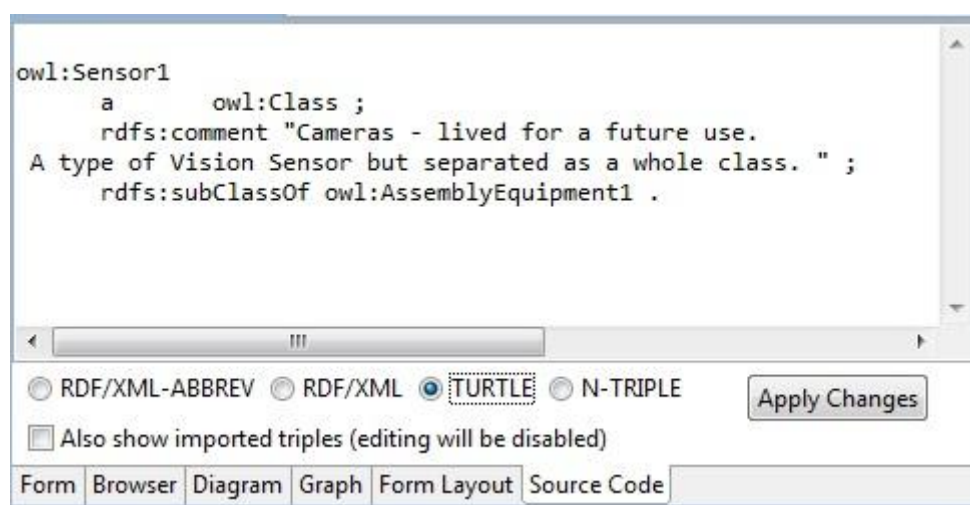 owl:Sensor1
a owl:Class ;
rdfs:comment "Cameras - lived for a future use.
A type of Vision Sensor but separated as a whole class. " ;
rdfs:subClassOf owl:AssemblyEquipment1 .
RDF/XML-ABBREV RDF/XML TURTLE N-TRIPLE Apply Changes
Also show imported triples (editing will be disabled)
Form Browser Diagram Graph Form Layout Source Code